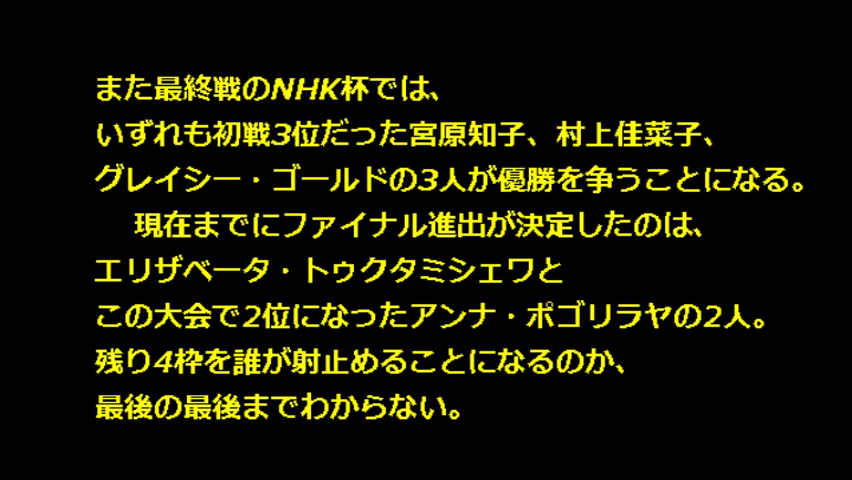 また最終戦のNHK杯では、
いずれも初戦3位だった宮原知子、村上佳菜子、
グレイシー・ゴールドの3人が優勝を争うことになる。
現在までにファイナル進出が決定したのは、
エリザベータ・トゥクタミシェワと
この大会で2位になったアンナ・ポゴリラヤの2人。
残り4枠を誰が射止めることになるのか、
最後の最後までわからない。